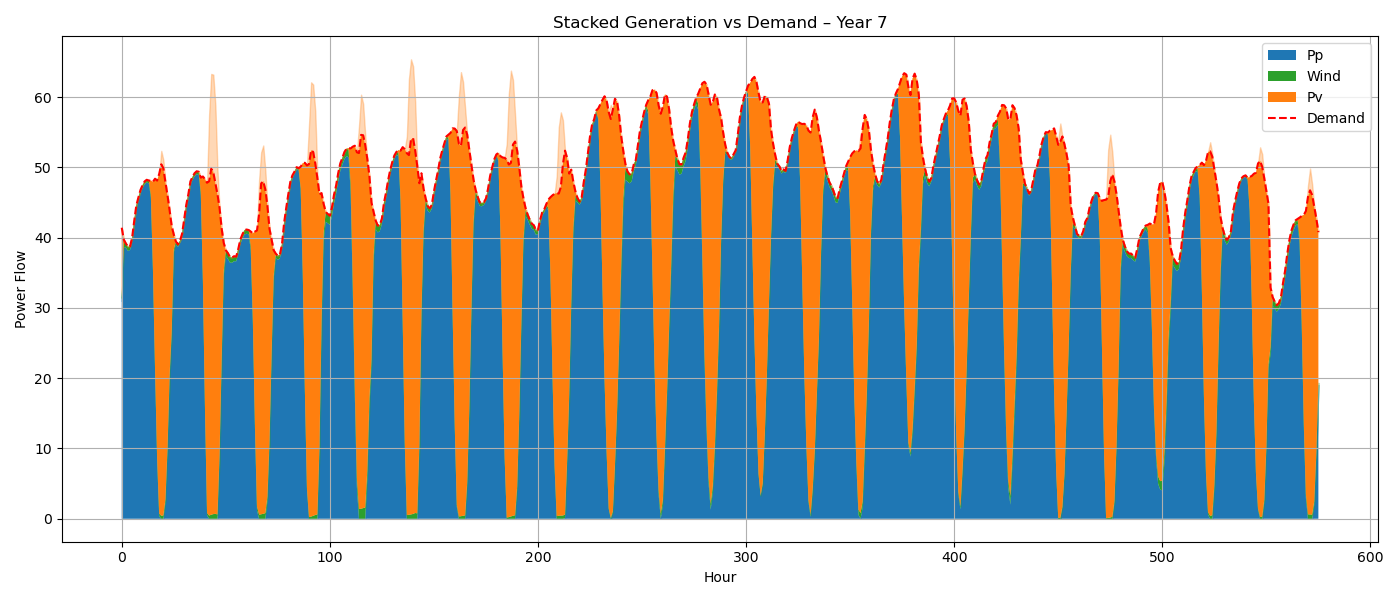 Stacked Generation vs Demand – Year 7
Power Flow
60
50
40
30
20
10
0
0 100 200 300 400 500 600
Hour
Pp
Wind
Pv
Demand